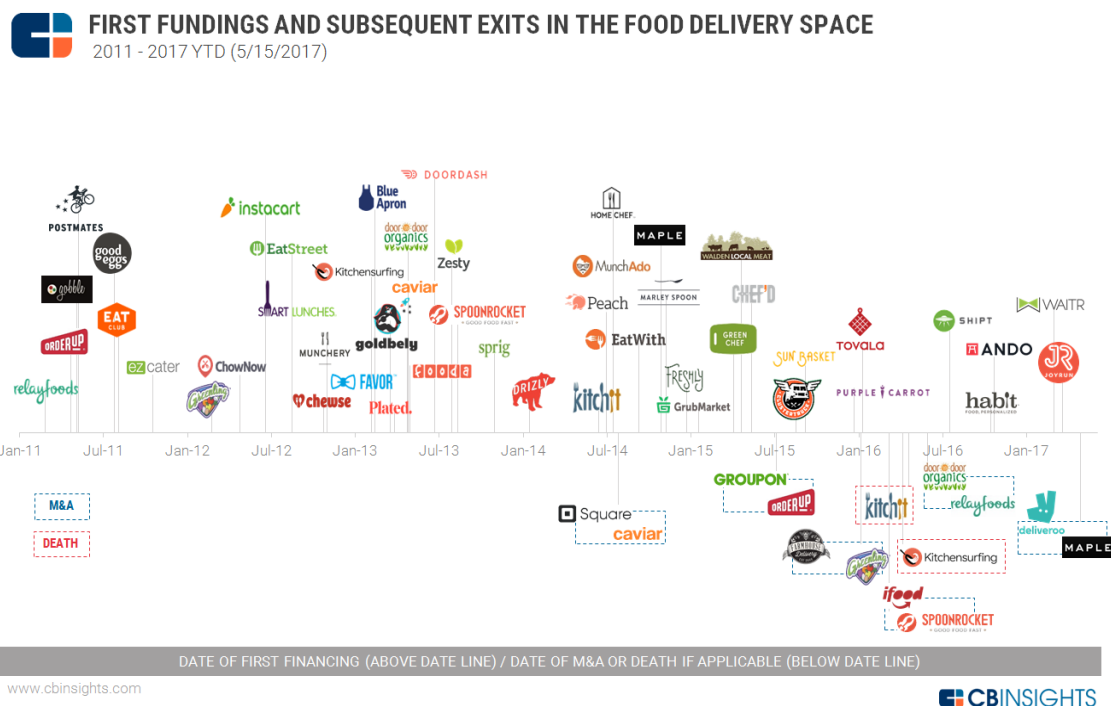 FIRST FUNDINGS AND SUBSEQUENT EXITS IN THE FOOD DELIVERY SPACE
2011 - 2017 YTD (5/15/2017)
DOORDASH
POSTMATES
instacart
Blue
Apron
HOME CHEF.
good
eggs
EatStreet
door to door
organics
Zesty
MAPLE
WALDEN LOCAL MEAT
gobble
Kitchensurfing
caviar
MunchAdo
MARLEY SPOON
CHEF'D
EAT
CLUB
SMART LUNCHES.
goldbely
SPOONROCKET
• GOOD FOOD FAST •
Peach
WAITR
ORDERUP
MUNCHERY
sprig
EatWith
GREEN
CHEF
TOVALA
SHIPT
ANDO
JR
JOYRUN
relayfoods
ezcater
ChowNow
FAVOR
Kooda
DRIZLY
FRESHLY
SUN BASKET
PURPLE CARROT
Greenling
chewse
Plated.
kitchit
GrubMarket
habit
FOOD, PERSONALIZED
Jan-11 Jul-11 Jan-12 Jul-12 Jan-13 Jul-13 Jan-14 Jul-14 Jan-15 Jul-15 Jan-16 Jul-16 Jan-17
M&A
DEATH
Square
caviar
GROUPON
ORDERUP
kitchit
door to door
organics
relayfoods
deliveroo
MAPLE
FARMHOUSE
Delivery
Greenling
Kitchensurfing
ifood
SPOONROCKET
• GOOD FOOD FAST •
DATE OF FIRST FINANCING (ABOVE DATE LINE) / DATE OF M&A OR DEATH IF APPLICABLE (BELOW DATE LINE)
www.cbinsights.com
CBINSIGHTS